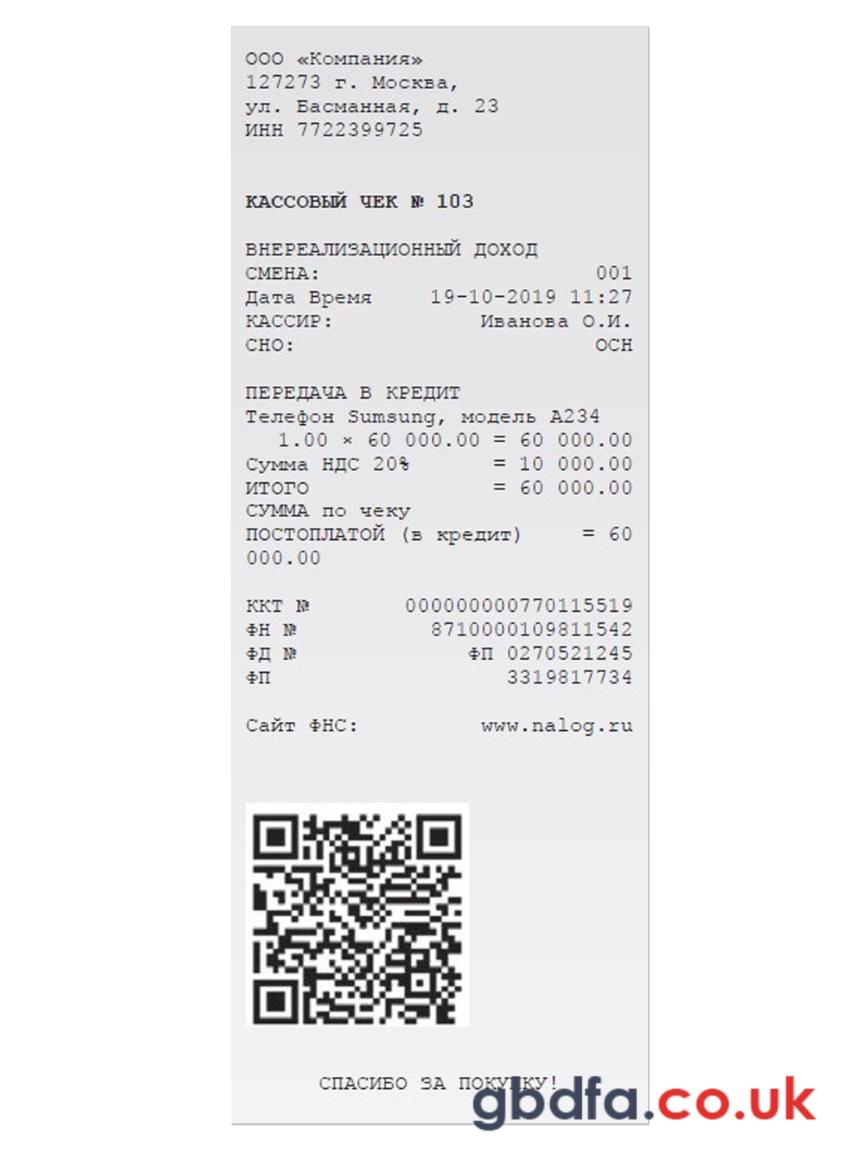 ООО «Компания»
127273 г. Москва,
ул. Басманная, д. 23
ИНН 7722399725
КАССОВЫЙ ЧЕК № 103
ВНЕРЕАЛИЗАЦИОННЫЙ ДОХОД
СМЕНА: 001
Дата Время 19-10-2019 11:27
КАССИР: Иванова О.И.
СНО: ОСН
ПЕРЕДАЧА В КРЕДИТ
Телефон Sumsung, модель А234
1.00 × 60 000.00 = 60 000.00
Сумма НДС 20% = 10 000.00
ИТОГО = 60 000.00
СУММА по чеку
ПОСТОПЛАТОЙ (в кредит) = 60
000.00
ККТ № 000000000770115519
ФН № 8710000109811542
ФД № ФП 0270521245
ФП 3319817734
Сайт ФНС: www.nalog.ru
СПАСИБО ЗА ПОКУПКУ!
gbdfa.co.uk